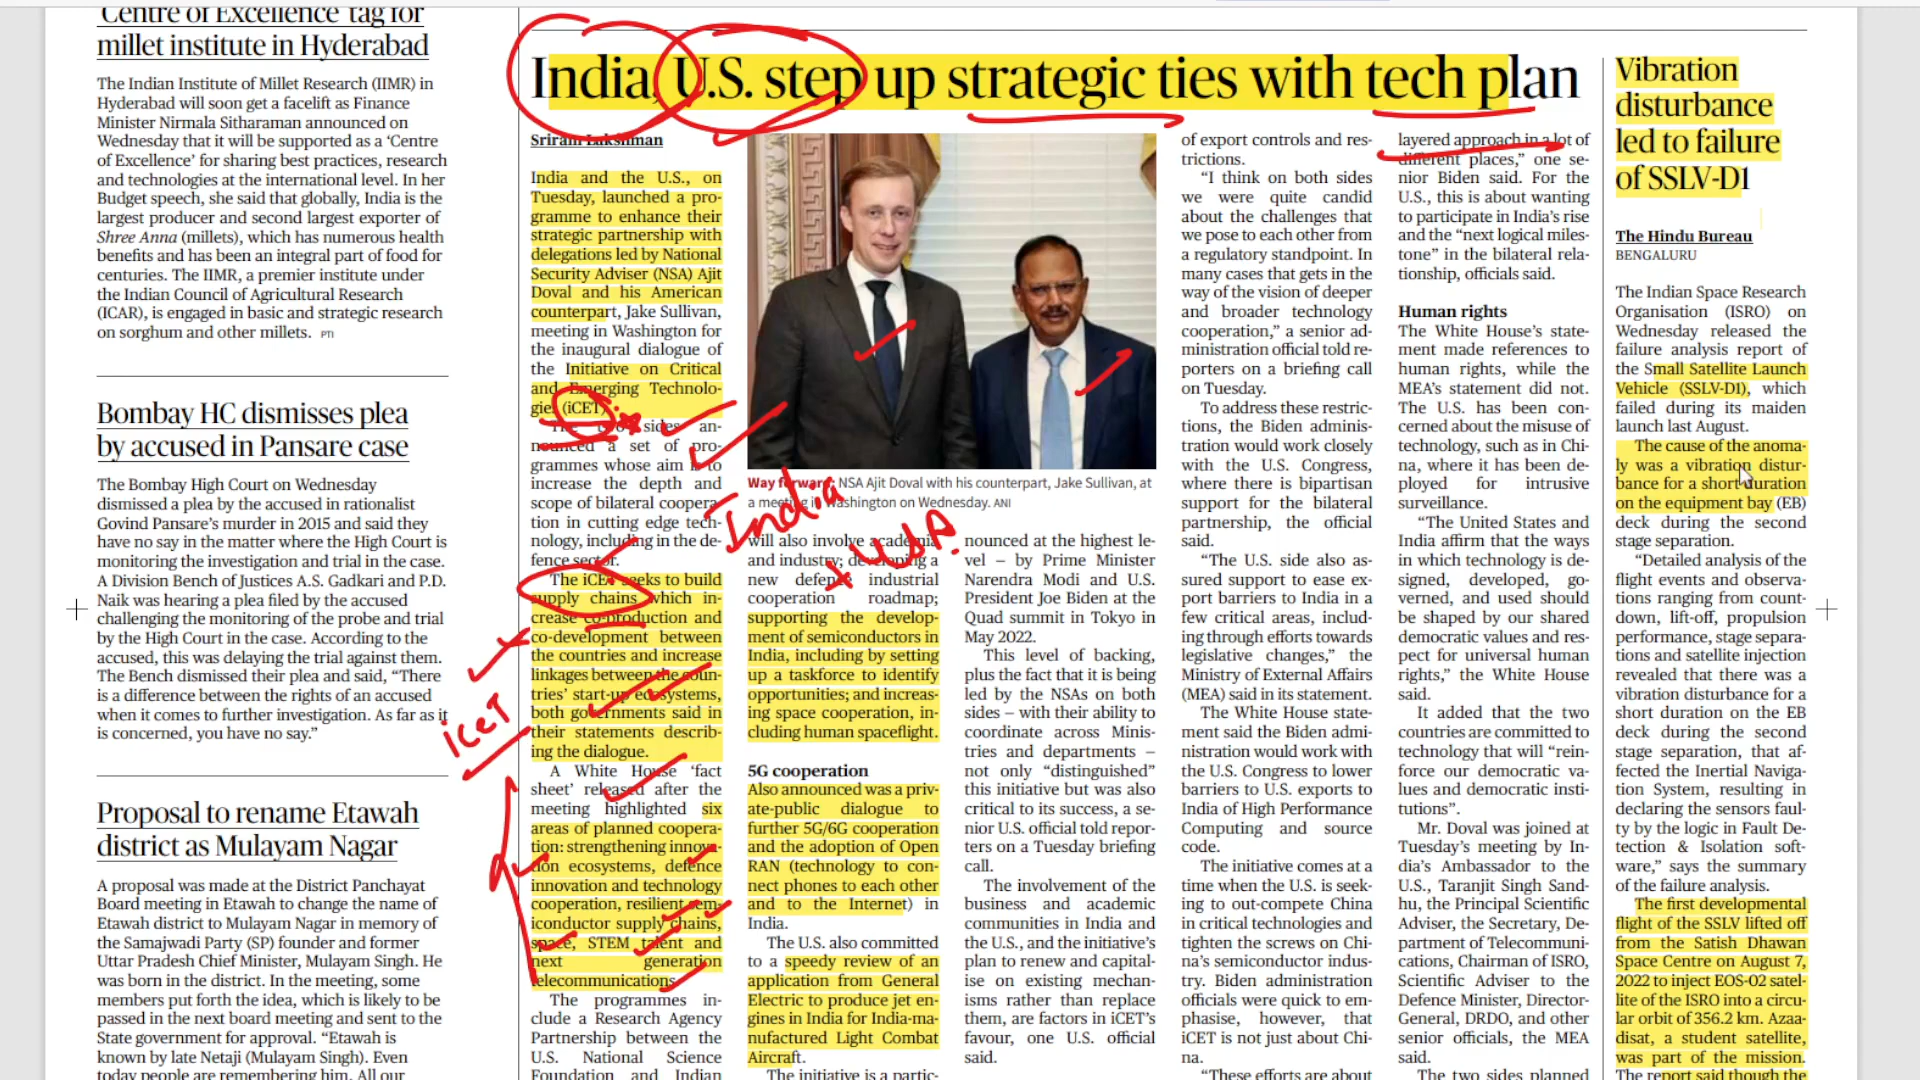 'Centre of Excellence' tag for
millet institute in Hyderabad
The Indian Institute of Millet Research (IIMR) in
Hyderabad will soon get a facelift as Finance
Minister Nirmala Sitharaman announced on
Wednesday that it will be supported as a 'Centre
of Excellence' for sharing best practices, research
and technologies at the international level. In her
Budget speech, she said that globally, India is the
largest producer and second largest exporter of
Shree Anna (millets), which has numerous health
benefits and has been an integral part of food for
centuries. The IIMR, a premier institute under
the Indian Council of Agricultural Research
(ICAR), is engaged in basic and strategic research
on sorghum and other millets. PTI
Bombay HC dismisses plea
by accused in Pansare case
The Bombay High Court on Wednesday
dismissed a plea by the accused in rationalist
Govind Pansare's murder in 2015 and said they
have no say in the matter where the High Court is
monitoring the investigation and trial in the case.
A Division Bench of Justices A.S. Gadkari and P.D.
Naik was hearing a plea filed by the accused
challenging the monitoring of the probe and trial
by the High Court in the case. According to the
accused, this was delaying the trial against them.
The Bench dismissed their plea and said, "There
is a difference between the rights of an accused
when it comes to further investigation. As far as it
is concerned, you have no say."
Proposal to rename Etawah
district as Mulayam Nagar
A proposal was made at the District Panchayat
Board meeting in Etawah to change the name of
Etawah district to Mulayam Nagar in memory of
the Samajwadi Party (SP) founder and former
Uttar Pradesh Chief Minister, Mulayam Singh. He
was born in the district. In the meeting, some
members put forth the idea, which is likely to be
passed in the next board meeting and sent to the
State government for approval. "Etawah is
known by late Netaji (Mulayam Singh). Even
today people are remembering him. All our
India, U.S. step up strategic ties with tech plan
Sriram Lakshman
India and the U.S., on
Tuesday, launched a pro-
gramme to enhance their
strategic partnership with
delegations led by National
Security Adviser (NSA) Ajit
Doval and his American
counterpart, Jake Sullivan,
meeting in Washington for
the inaugural dialogue of
the Initiative on Critical
and Emerging Technolo-
gies (iCET).
The two sides an-
nounced a set of pro-
grammes whose aim is to
increase the depth and
scope of bilateral coopera-
tion in cutting edge tech-
nology, including in the de-
fence sector.
The iCET seeks to build
supply chains which in-
crease co-production and
co-development between
the countries and increase
linkages between the coun-
tries' start-up ecosystems,
both governments said in
their statements describ-
ing the dialogue.
A White House 'fact
sheet' released after the
meeting highlighted six
areas of planned coopera-
tion: strengthening innova-
tion ecosystems, defence
innovation and technology
cooperation, resilient sem-
iconductor supply chains,
space, STEM talent and
next generation
telecommunications.
The programmes in-
clude a Research Agency
Partnership between the
U.S. National Science
Foundation and Indian
icet
India
+ USA.
Way forward: NSA Ajit Doval with his counterpart, Jake Sullivan, at
a meeting in Washington on Wednesday. ANI
will also involve academia
and industry; developing a
new defence industrial
cooperation roadmap;
supporting the develop-
ment of semiconductors in
India, including by setting
up a taskforce to identify
opportunities; and increas-
ing space cooperation, in-
cluding human spaceflight.
5G cooperation
Also announced was a priv-
ate-public dialogue to
further 5G/6G cooperation
and the adoption of Open
RAN (technology to con-
nect phones to each other
and to the Internet) in
India.
The U.S. also committed
to a speedy review of an
application from General
Electric to produce jet en-
gines in India for India-ma-
nufactured Light Combat
Aircraft.
The initiative is a partic-
nounced at the highest le-
vel – by Prime Minister
Narendra Modi and U.S.
President Joe Biden at the
Quad summit in Tokyo in
May 2022.
This level of backing,
plus the fact that it is being
led by the NSAs on both
sides – with their ability to
coordinate across Minis-
tries and departments –
not only "distinguished"
this initiative but was also
critical to its success, a se-
nior U.S. official told repor-
ters on a Tuesday briefing
call.
The involvement of the
business and academic
communities in India and
the U.S., and the initiative's
plan to renew and capital-
ise on existing mechan-
isms rather than replace
them, are factors in iCET's
favour, one U.S. official
said.
of export controls and res-
trictions.
"I think on both sides
we were quite candid
about the challenges that
we pose to each other from
a regulatory standpoint. In
many cases that gets in the
way of the vision of deeper
and broader technology
cooperation," a senior ad-
ministration official told re-
porters on a briefing call
on Tuesday.
To address these restric-
tions, the Biden adminis-
tration would work closely
with the U.S. Congress,
where there is bipartisan
support for the bilateral
partnership, the official
said.
"The U.S. side also as-
sured support to ease ex-
port barriers to India in a
few critical areas, includ-
ing through efforts towards
legislative changes," the
Ministry of External Affairs
(MEA) said in its statement.
The White House state-
ment said the Biden admi-
nistration would work with
the U.S. Congress to lower
barriers to U.S. exports to
India of High Performance
Computing and source
code.
The initiative comes at a
time when the U.S. is seek-
ing to out-compete China
in critical technologies and
tighten the screws on Chi-
na's semiconductor indus-
try. Biden administration
officials were quick to em-
phasise, however, that
iCET is not just about Chi-
na.
"These efforts are about
layered approach in a lot of
different places," one se-
nior Biden said. For the
U.S., this is about wanting
to participate in India's rise
and the "next logical miles-
tone" in the bilateral rela-
tionship, officials said.
Human rights
The White House's state-
ment made references to
human rights, while the
MEA's statement did not.
The U.S. has been con-
cerned about the misuse of
technology, such as in Chi-
na, where it has been de-
ployed for intrusive
surveillance.
"The United States and
India affirm that the ways
in which technology is de-
signed, developed, go-
verned, and used should
be shaped by our shared
democratic values and res-
pect for universal human
rights," the White House
said.
It added that the two
countries are committed to
technology that will "rein-
force our democratic va-
lues and democratic insti-
tutions".
Mr. Doval was joined at
Tuesday's meeting by In-
dia's Ambassador to the
U.S., Taranjit Singh Sand-
hu, the Principal Scientific
Adviser, the Secretary, De-
partment of Telecommuni-
cations, Chairman of ISRO,
Scientific Adviser to the
Defence Minister, Director-
General, DRDO, and other
senior officials, the MEA
said.
The two sides planned
Vibration
disturbance
led to failure
of SSLV-D1
The Hindu Bureau
BENGALURU
The Indian Space Research
Organisation (ISRO) on
Wednesday released the
failure analysis report of
the Small Satellite Launch
Vehicle (SSLV-D1), which
failed during its maiden
launch last August.
The cause of the anoma-
ly was a vibration distur-
bance for a short duration
on the equipment bay (EB)
deck during the second
stage separation.
"Detailed analysis of the
flight events and observa-
tions ranging from count-
down, lift-off, propulsion
performance, stage separa-
tions and satellite injection
revealed that there was a
vibration disturbance for a
short duration on the EB
deck during the second
stage separation, that af-
fected the Inertial Naviga-
tion System, resulting in
declaring the sensors faul-
ty by the logic in Fault De-
tection & Isolation soft-
ware," says the summary
of the failure analysis.
The first developmental
flight of the SSLV lifted off
from the Satish Dhawan
Space Centre on August 7,
2022 to inject EOS-02 satel-
lite of the ISRO into a circu-
lar orbit of 356.2 km. Azaa-
disat, a student satellite,
was part of the mission.
The report said though the